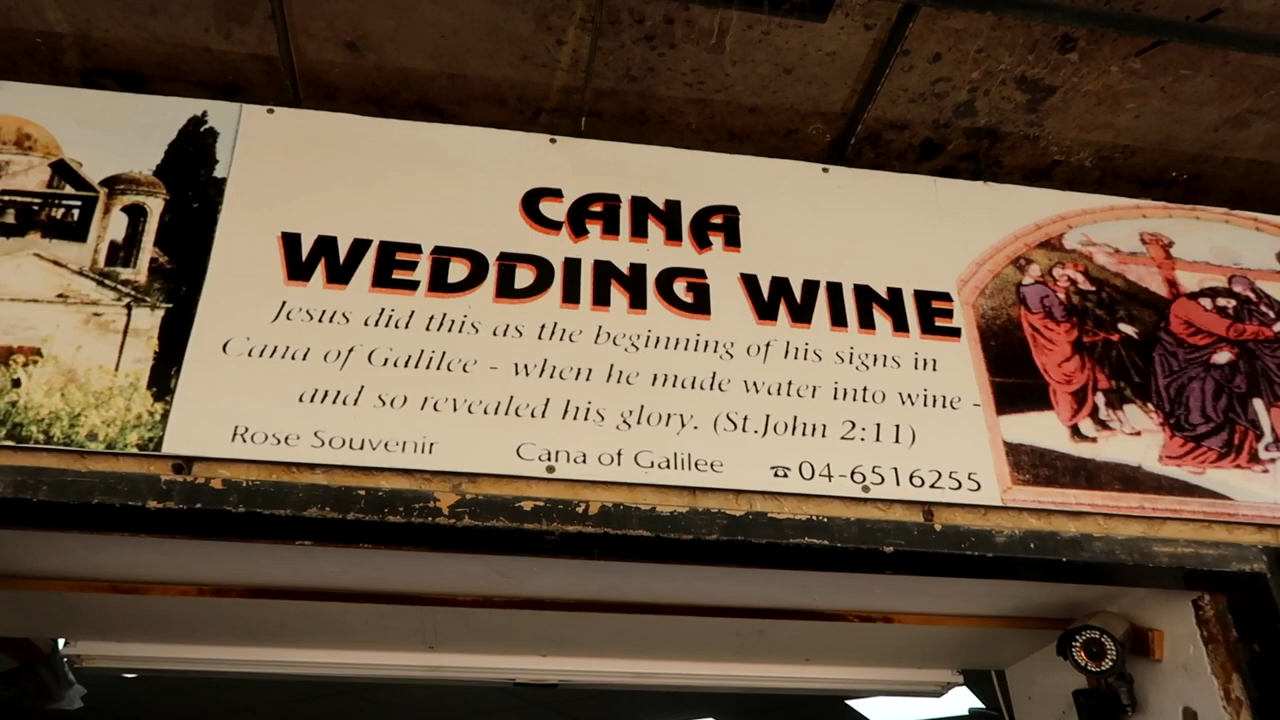 CANA
WEDDING WINE
Jesus did this as the beginning of his signs in
Cana of Galilee - when he made water into wine -
and so revealed his glory. (St.John 2:11)
Rose Souvenir Cana of Galilee ☎04-6516255